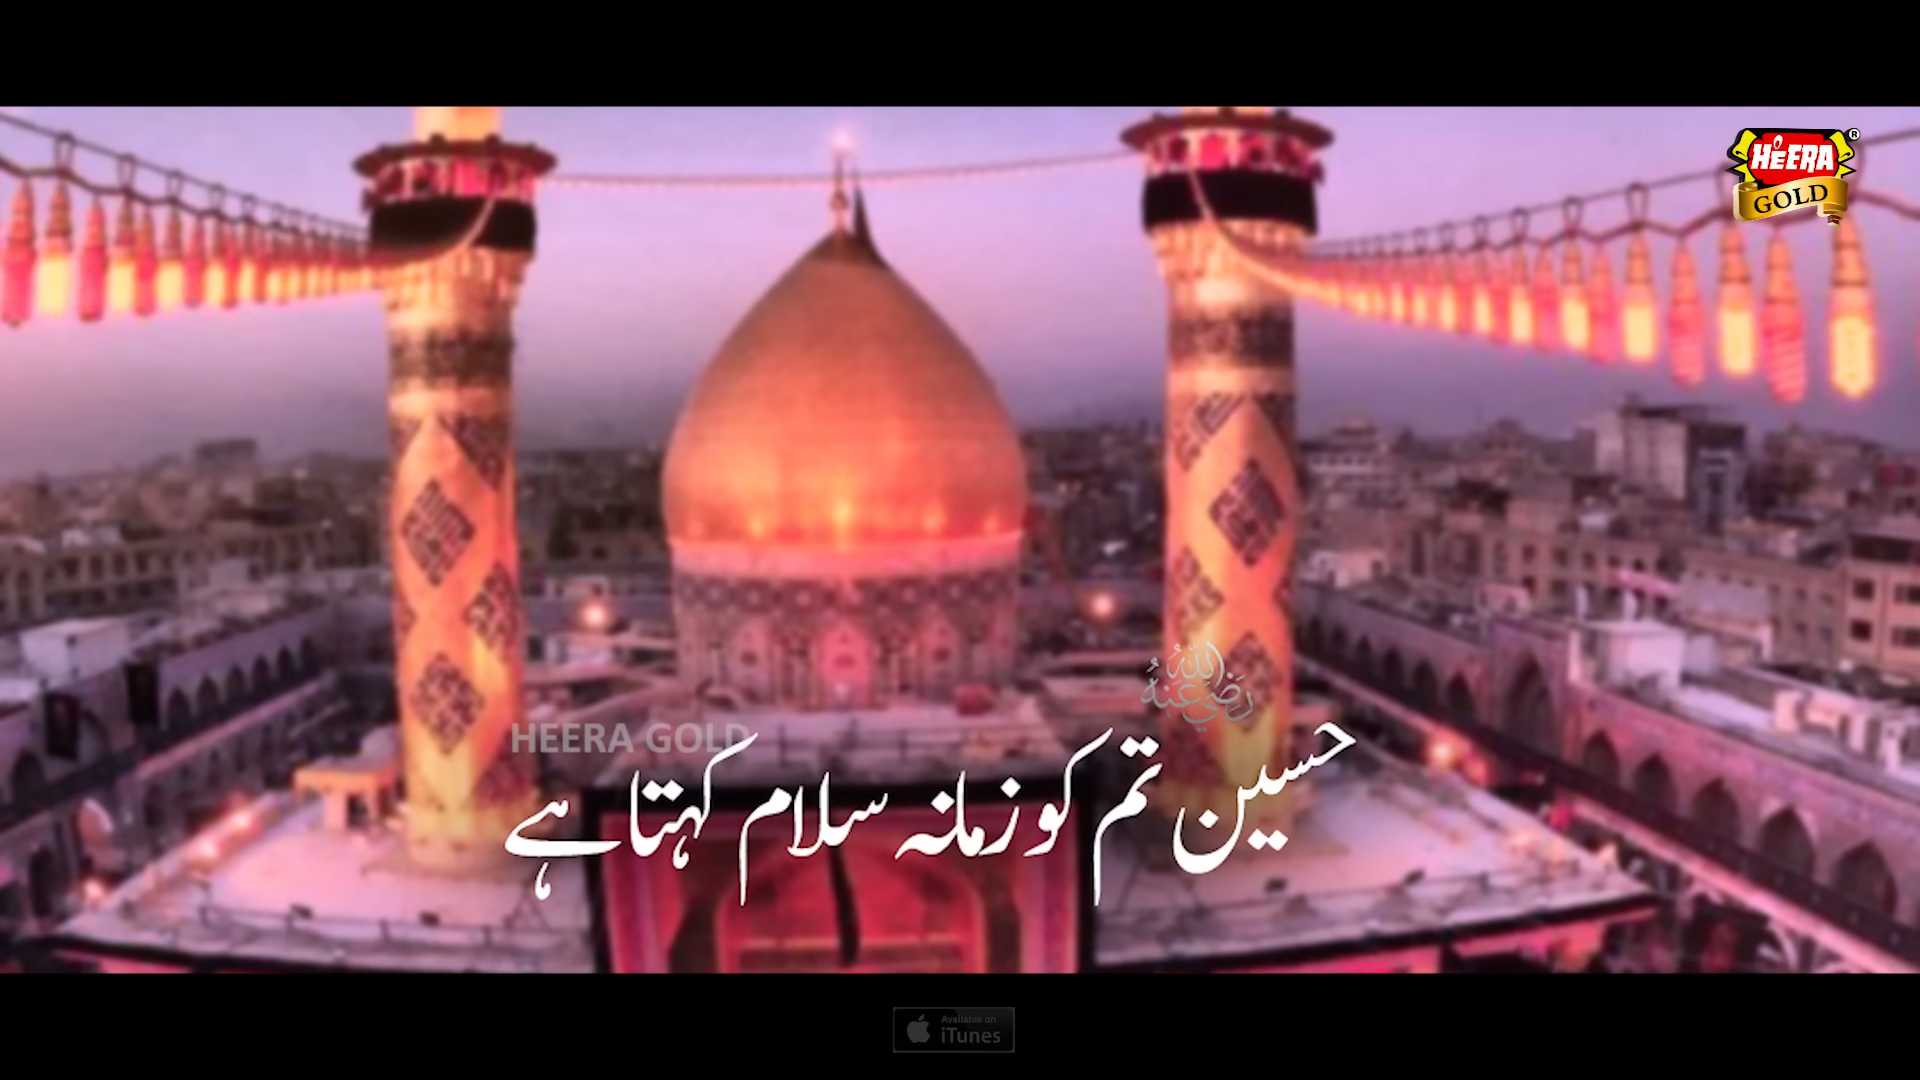 HEERA
GOLD
®
رضی اللہ عنہ
HEERA GOLD
حسین تم کو زمانہ سلام کہتا ہے
Available on
iTunes